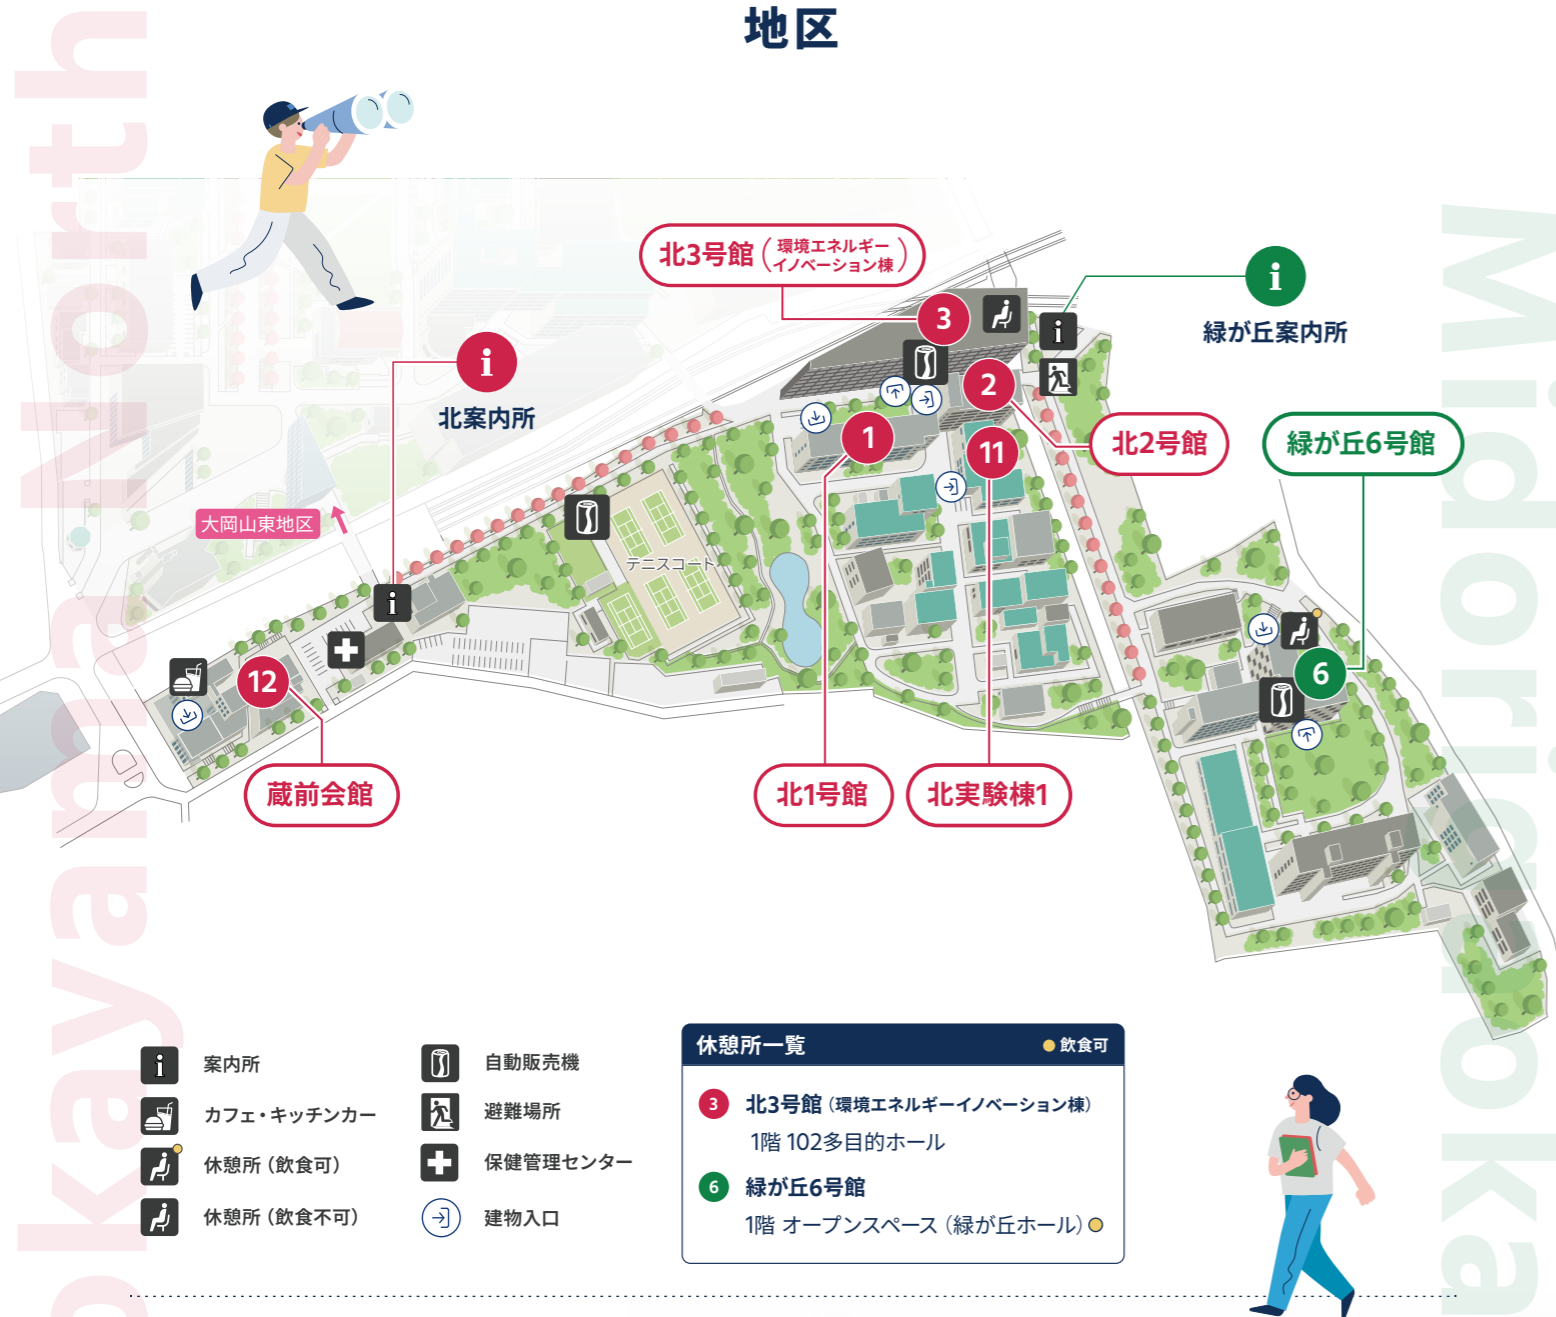 地区
okayama North
Midorigaoka
北3号館(環境エネルギー
イノベーション棟)
3
i
緑が丘案内所
i
i
北案内所
2
1
11
北2号館
緑が丘6号館
大岡山東地区
テニスコート
i
12
6
蔵前会館
北1号館
北実験棟1
i 案内所
カフェ・キッチンカー
休憩所(飲食可)
休憩所(飲食不可)
自動販売機
避難場所
保健管理センター
建物入口
休憩所一覧 飲食可
3 北3号館(環境エネルギーイノベーション棟)
1階 102多目的ホール
6 緑が丘6号館
1階 オープンスペース(緑が丘ホール)